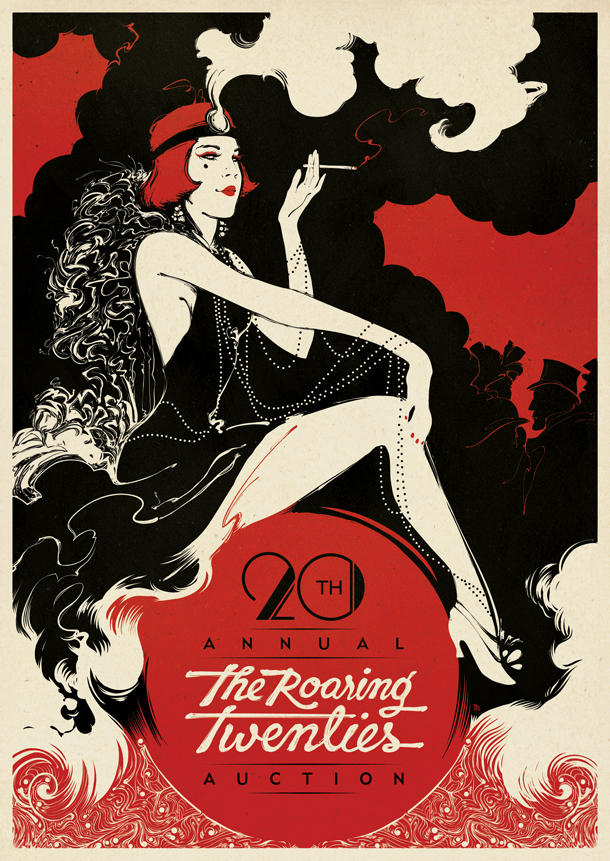 20TH
ANNUAL
The Roaring
Twenties
AUCTION